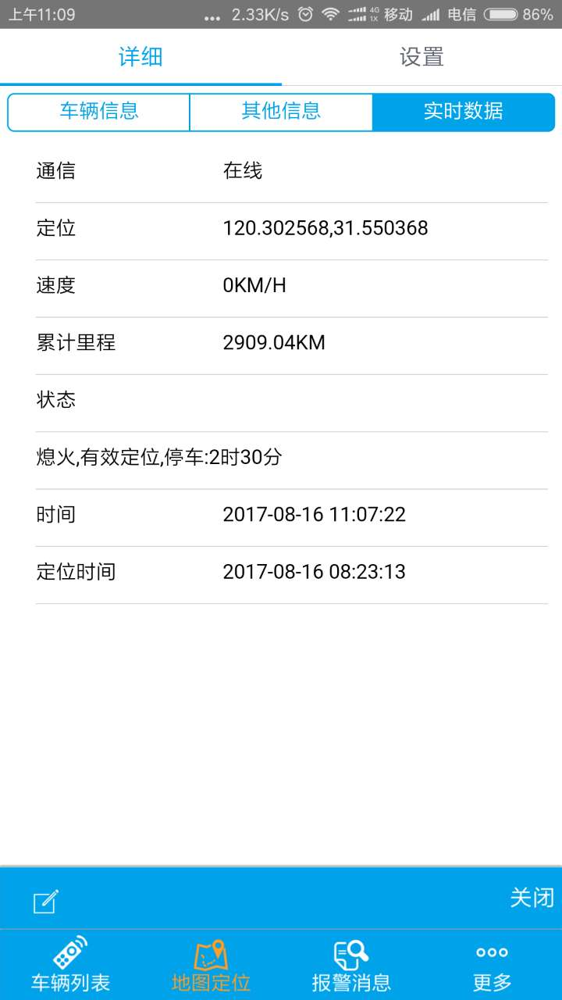 上午11:09 ... 2.33K/s 4G 1X 移动 电信 86%
详细 设置
车辆信息 其他信息 实时数据
通信 在线
定位 120.302568,31.550368
速度 0KM/H
累计里程 2909.04KM
状态
熄火,有效定位,停车:2时30分
时间 2017-08-16 11:07:22
定位时间 2017-08-16 08:23:13
关闭
车辆列表 地图定位 报警消息 更多